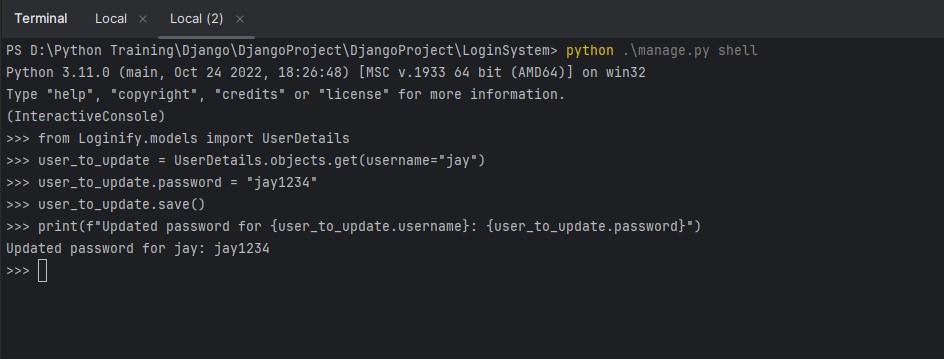 Terminal Local × Local (2) ×
PS D:\Python Training\Django\DjangoProject\DjangoProject\LoginSystem> python .\manage.py shell
Python 3.11.0 (main, Oct 24 2022, 18:26:48) [MSC v.1933 64 bit (AMD64)] on win32
Type "help", "copyright", "credits" or "license" for more information.
(InteractiveConsole)
>>> from Loginify.models import UserDetails
>>> user_to_update = UserDetails.objects.get(username="jay")
>>> user_to_update.password = "jay1234"
>>> user_to_update.save()
>>> print(f"Updated password for {user_to_update.username}: {user_to_update.password}")
Updated password for jay: jay1234
>>>